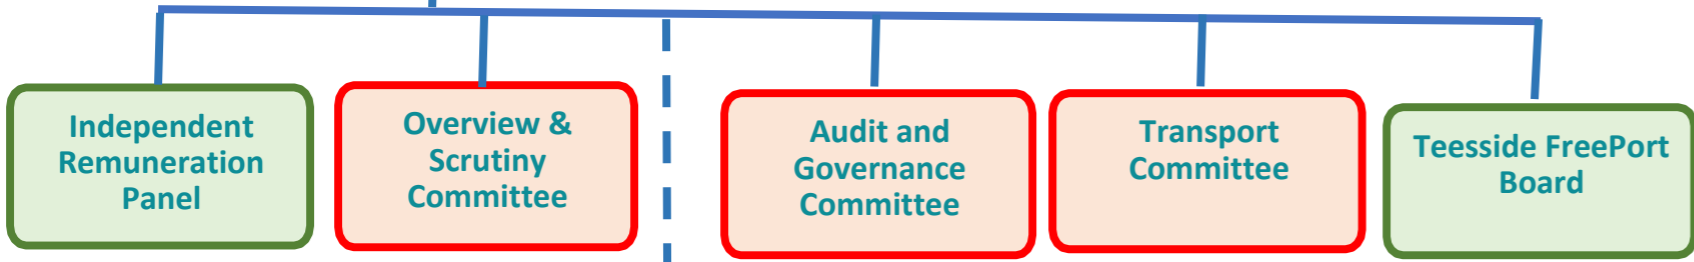 Independent
Remuneration
Panel
Overview &
Scrutiny
Committee
Audit and
Governance
Committee
Transport
Committee
Teesside FreePort
Board